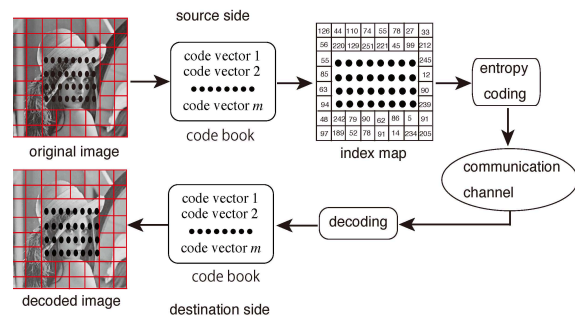 source side
original image
code vector 1
code vector 2
code vector m
code book
126 44 110 74 55 78 27 33
56 220 129 251 221 45 99 212
55 245
85 12
63 90
94 239
48 242 79 90 62 86 5 91
97 189 52 78 91 14 234 205
index map
entropy
coding
communication
channel
decoding
code vector 1
code vector 2
code vector m
code book
decoded image
destination side